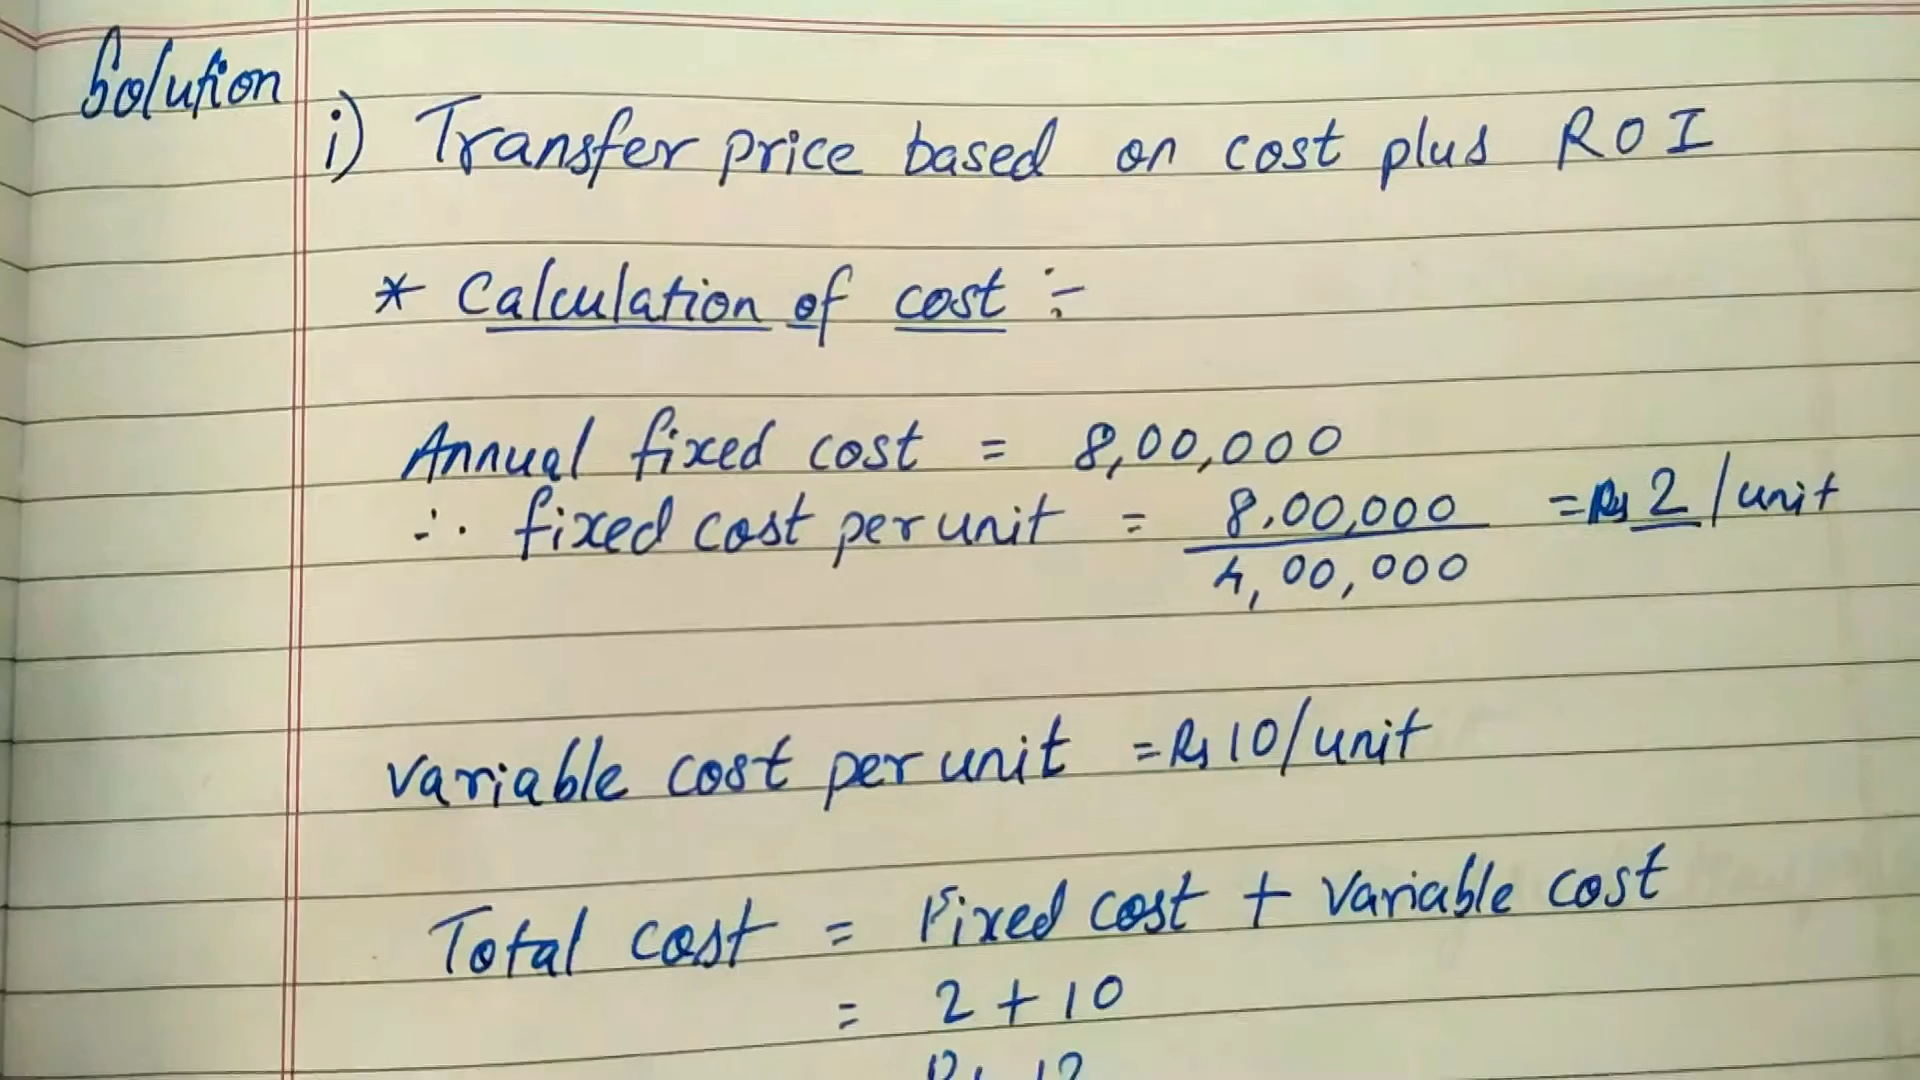 Solution
i) Transfer price based on cost plus ROI
* Calculation of cost :-
Annual fixed cost = 8,00,000
∴ fixed cost per unit = 8,00,000 / 4,00,000 = Rs 2 / unit
variable cost per unit = Rs 10/unit
Total cost = Fixed cost + Variable cost
= 2 + 10
Rs 12